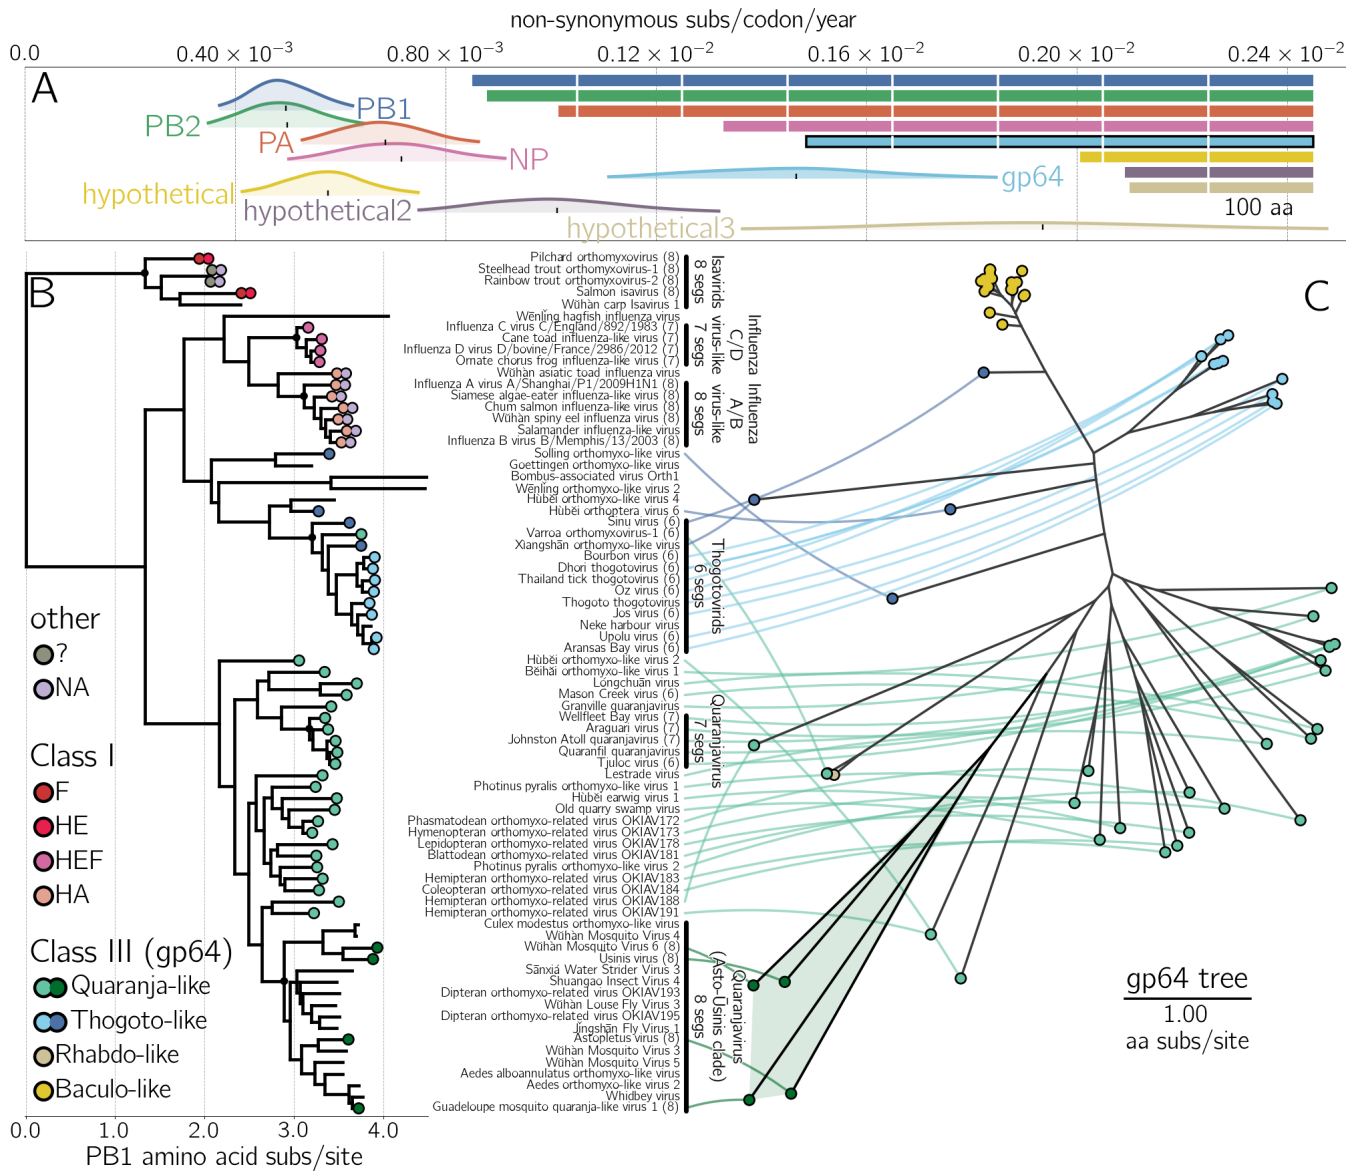 non-synonymous subs/codon/year
0.0 0.40 × 10⁻³ 0.80 × 10⁻³ 0.12 × 10⁻² 0.16 × 10⁻² 0.20 × 10⁻² 0.24 × 10⁻²
A
PB1
PB2
PA
NP
hypothetical
hypothetical2
hypothetical3
gp64
100 aa
B
Pilchard orthomyxovirus (8)
Steelhead trout orthomyxovirus-1 (8)
Rainbow trout orthomyxovirus-2 (8)
Salmon isavirus (8)
Wǔhàn carp Isavirus 1
Wēnlǐng hagfish influenza virus
Influenza C virus C/England/892/1983 (7)
Cane toad influenza-like virus (7)
Influenza D virus D/bovine/France/2986/2012 (7)
Ornate chorus frog influenza-like virus (7)
Wǔhàn asiatic toad influenza virus
Influenza A virus A/Shanghai/P1/2009H1N1 (8)
Siamese algae-eater influenza-like virus (8)
Chum salmon influenza-like virus (8)
Wǔhàn spiny eel influenza virus (8)
Salamander influenza-like virus
Influenza B virus B/Memphis/13/2003 (8)
Solling orthomyxo-like virus
Goettingen orthomyxo-like virus
Bombus-associated virus Orth1
Wēnlǐng orthomyxo-like virus 2
Húběi orthomyxo-like virus 4
Húběi orthoptera virus 6
Sinu virus (6)
Varroa orthomyxovirus-1 (6)
Xiangshān orthomyxo-like virus
Bourbon virus (6)
Dhori thogotovirus (6)
Thailand tick thogotovirus (6)
Oz virus (6)
Thogoto thogotovirus
Jos virus (6)
Neke harbour virus
Upolu virus (6)
Aransas Bay virus (6)
Húběi orthomyxo-like virus 2
Běihǎi orthomyxo-like virus 1
Lóngchuān virus
Mason Creek virus (6)
Granville quaranjavirus
Wellfleet Bay virus (7)
Araguari virus (7)
Johnston Atoll quaranjavirus (7)
Quaranfil quaranjavirus
Tjuloc virus (6)
Lestrade virus
Photinus pyralis orthomyxo-like virus 1
Húběi earwig virus 1
Old quarry swamp virus
Phasmatodean orthomyxo-related virus OKIAV172
Hymenopteran orthomyxo-related virus OKIAV173
Lepidopteran orthomyxo-related virus OKIAV178
Blattodean orthomyxo-related virus OKIAV181
Photinus pyralis orthomyxo-like virus 2
Hemipteran orthomyxo-related virus OKIAV183
Coleopteran orthomyxo-related virus OKIAV184
Hemipteran orthomyxo-related virus OKIAV188
Hemipteran orthomyxo-related virus OKIAV191
Culex modestus orthomyxo-like virus
Wǔhàn Mosquito Virus 4
Wǔhàn Mosquito Virus 6 (8)
Usinis virus (8)
Sānxiá Water Strider Virus 3
Shuangao Insect Virus 4
Dipteran orthomyxo-related virus OKIAV193
Wǔhàn Louse Fly Virus 3
Dipteran orthomyxo-related virus OKIAV195
Jīngshān Fly Virus 1
Astopletus virus (8)
Wǔhàn Mosquito Virus 3
Wǔhàn Mosquito Virus 5
Aedes alboannulatus orthomyxo-like virus
Aedes orthomyxo-like virus 2
Whidbey virus
Guadeloupe mosquito quaranja-like virus 1 (8)
Isavirids
8 segs
Influenza
C/D
virus-like
7 segs
Influenza
A/B
virus-like
8 segs
Thogotovirids
6 segs
Quaranjavirus
7 segs
Quaranjavirus
(Asto-Usinis clade)
8 segs
other
?
NA
Class I
F
HE
HEF
HA
Class III (gp64)
Quaranja-like
Thogoto-like
Rhabdo-like
Baculo-like
0.0 1.0 2.0 3.0 4.0
PB1 amino acid subs/site
C
gp64 tree
1.00
aa subs/site